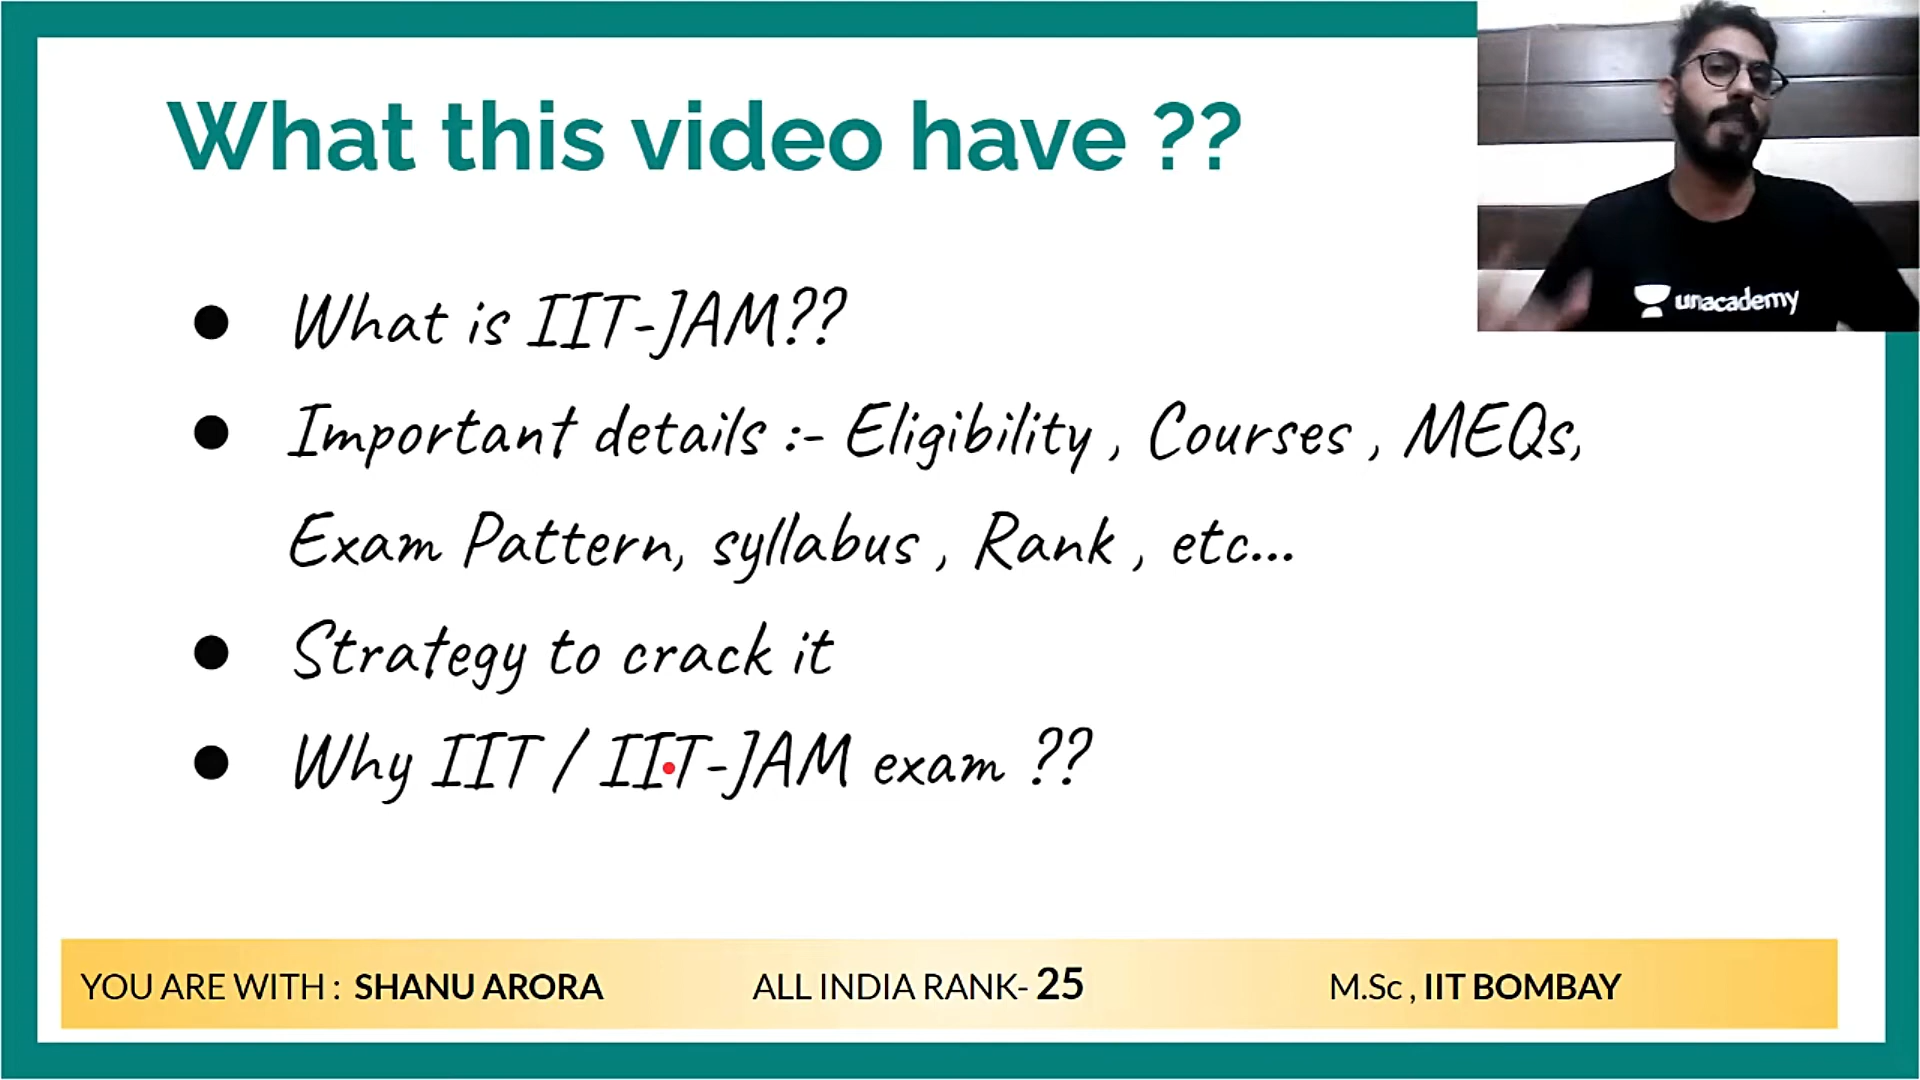 What this video have ??
unacademy
● What is IIT-JAM??
● Important details :- Eligibility , Courses , MEQs,
Exam Pattern, syllabus , Rank , etc...
● Strategy to crack it
● Why IIT / IIT-JAM exam ??
YOU ARE WITH : SHANU ARORA ALL INDIA RANK- 25 M.Sc , IIT BOMBAY